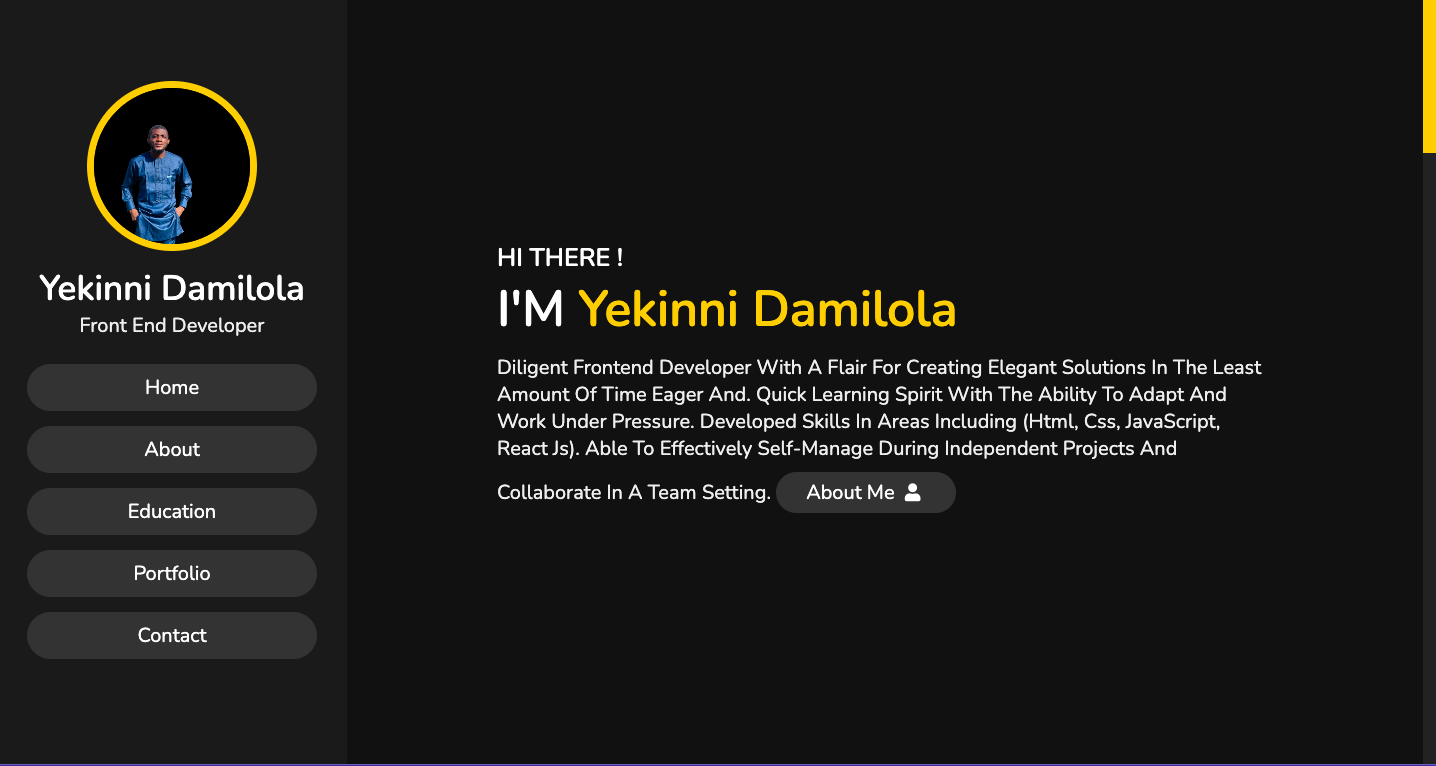 Yekinni Damilola
Front End Developer
Home
About
Education
Portfolio
Contact
HI THERE !
I'M Yekinni Damilola
Diligent Frontend Developer With A Flair For Creating Elegant Solutions In The Least
Amount Of Time Eager And. Quick Learning Spirit With The Ability To Adapt And
Work Under Pressure. Developed Skills In Areas Including (Html, Css, JavaScript,
React Js). Able To Effectively Self-Manage During Independent Projects And
Collaborate In A Team Setting. About Me